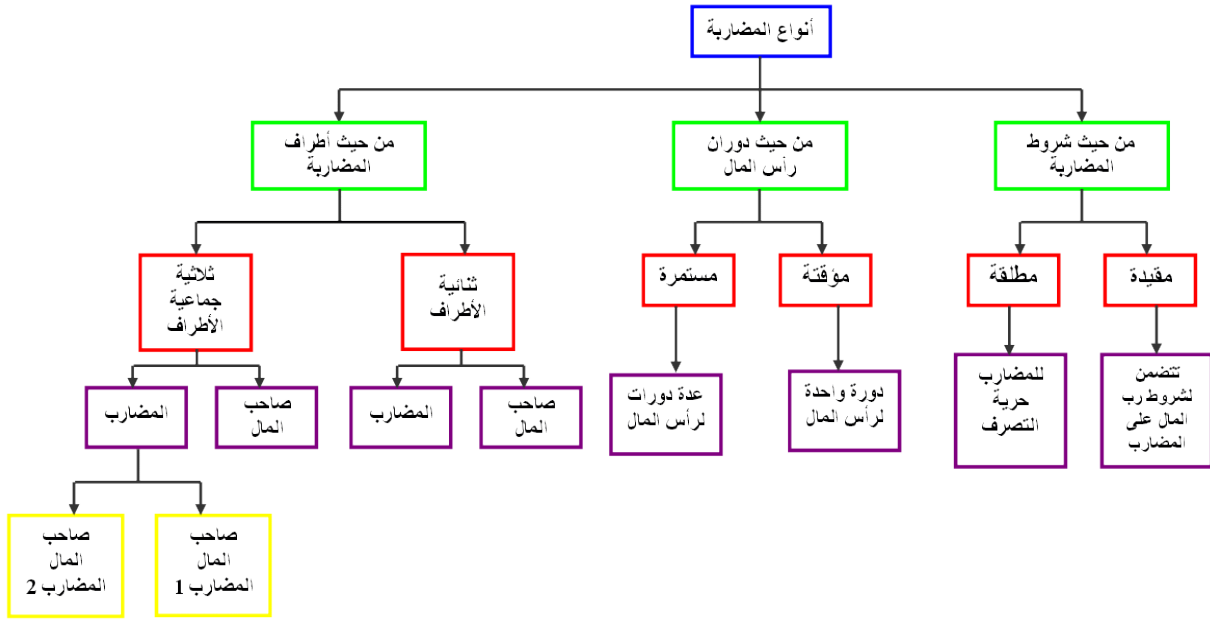 أنواع المضاربة
من حيث شروط
المضاربة
من حيث دوران
رأس المال
من حيث أطراف
المضاربة
مقيدة
مطلقة
مؤقتة
مستمرة
ثنائية
الأطراف
ثلاثية
جماعية
الأطراف
تتضمن
لشروط رب
المال على
المضارب
للمضارب
حرية
التصرف
دورة واحدة
لرأس المال
عدة دورات
لرأس المال
صاحب
المال
المضارب
صاحب
المال
المضارب
صاحب
المال
المضارب 1
صاحب
المال
المضارب 2